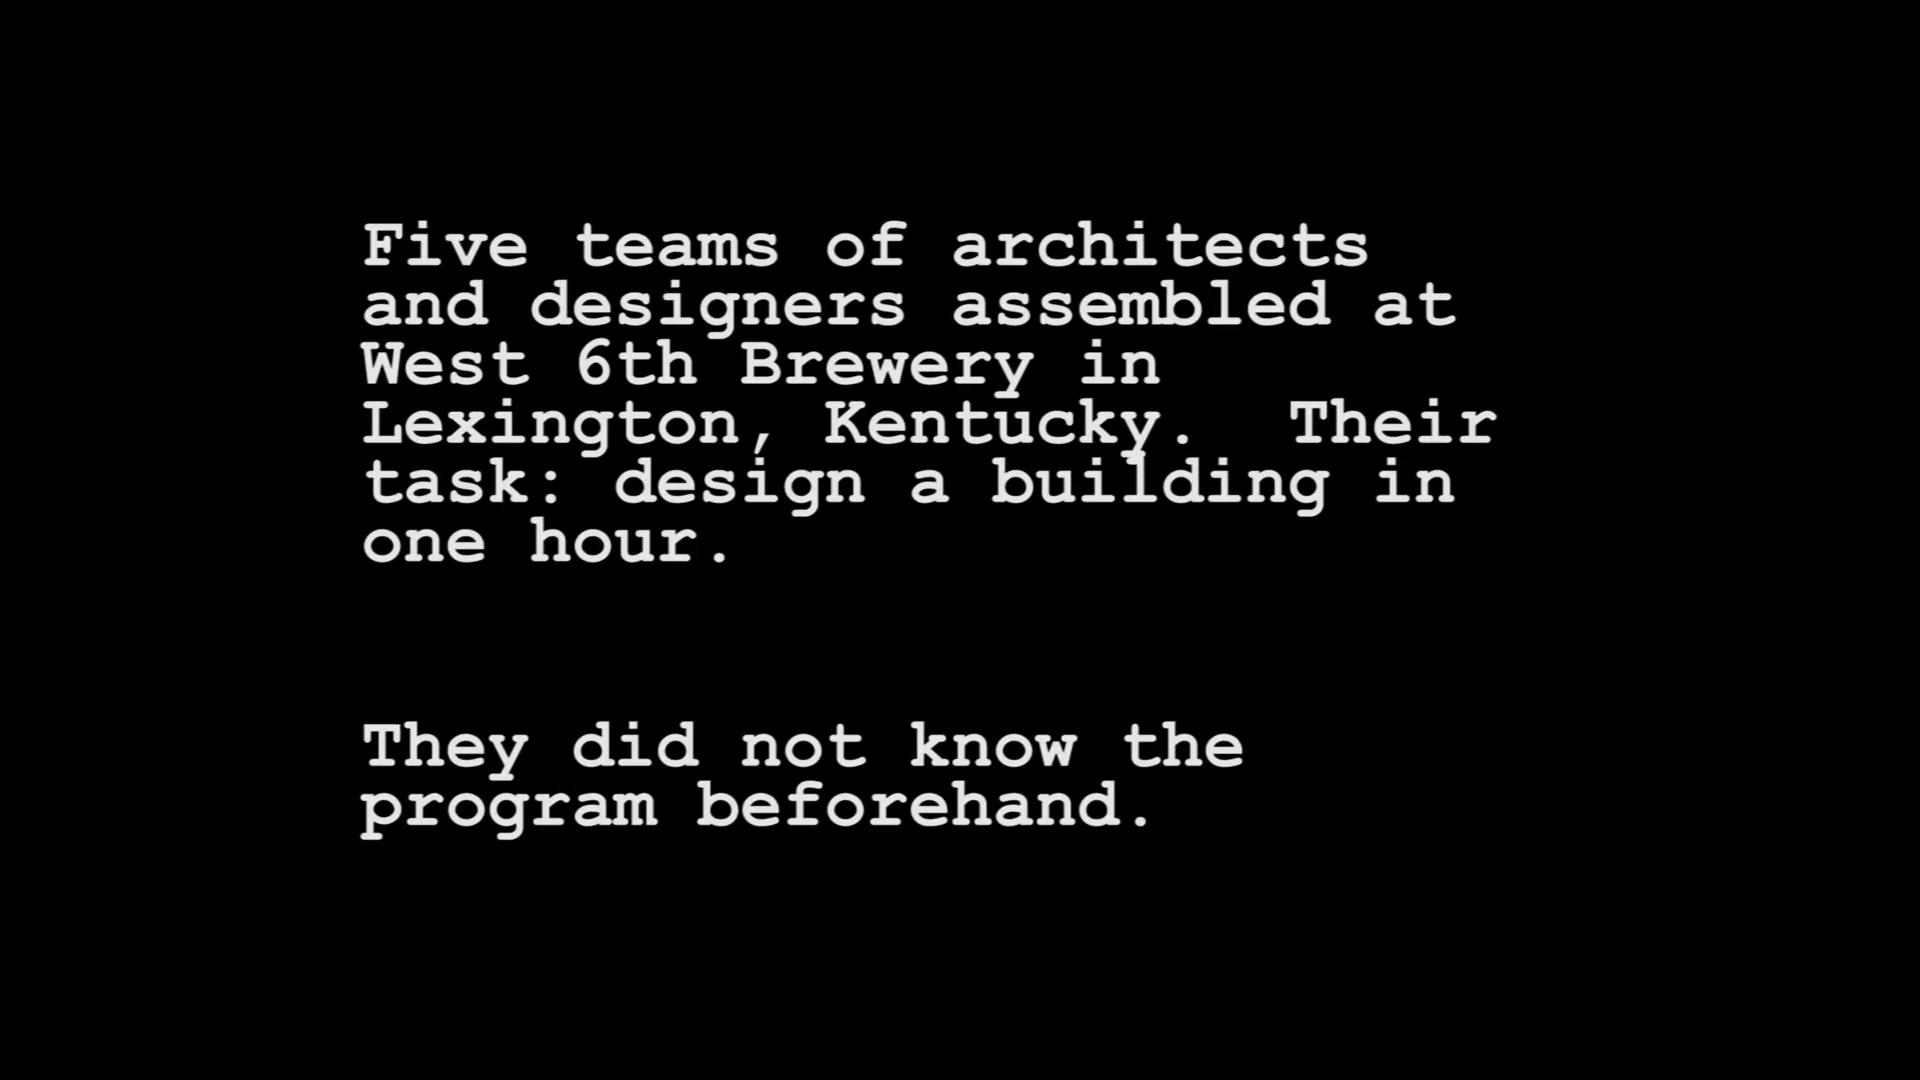 Five teams of architects
and designers assembled at
West 6th Brewery in
Lexington, Kentucky.  Their
task: design a building in
one hour.
They did not know the
program beforehand.